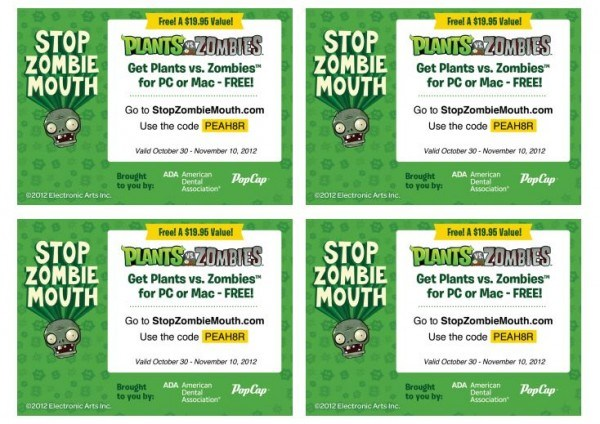 Free! A $19.95 Value!
STOP
ZOMBIE
MOUTH
PLANTS vs. ZOMBIES
Get Plants vs. Zombies™
for PC or Mac - FREE!
Go to StopZombieMouth.com
Use the code PEAH8R
Valid October 30 - November 10, 2012
Brought
to you by:
ADA American
Dental
Association®
PopCap
©2012 Electronic Arts Inc.
Free! A $19.95 Value!
STOP
ZOMBIE
MOUTH
PLANTS vs. ZOMBIES
Get Plants vs. Zombies™
for PC or Mac - FREE!
Go to StopZombieMouth.com
Use the code PEAH8R
Valid October 30 - November 10, 2012
Brought
to you by:
ADA American
Dental
Association®
PopCap
©2012 Electronic Arts Inc.
Free! A $19.95 Value!
STOP
ZOMBIE
MOUTH
PLANTS vs. ZOMBIES
Get Plants vs. Zombies™
for PC or Mac - FREE!
Go to StopZombieMouth.com
Use the code PEAH8R
Valid October 30 - November 10, 2012
Brought
to you by:
ADA American
Dental
Association®
PopCap
©2012 Electronic Arts Inc.
Free! A $19.95 Value!
STOP
ZOMBIE
MOUTH
PLANTS vs. ZOMBIES
Get Plants vs. Zombies™
for PC or Mac - FREE!
Go to StopZombieMouth.com
Use the code PEAH8R
Valid October 30 - November 10, 2012
Brought
to you by:
ADA American
Dental
Association®
PopCap
©2012 Electronic Arts Inc.